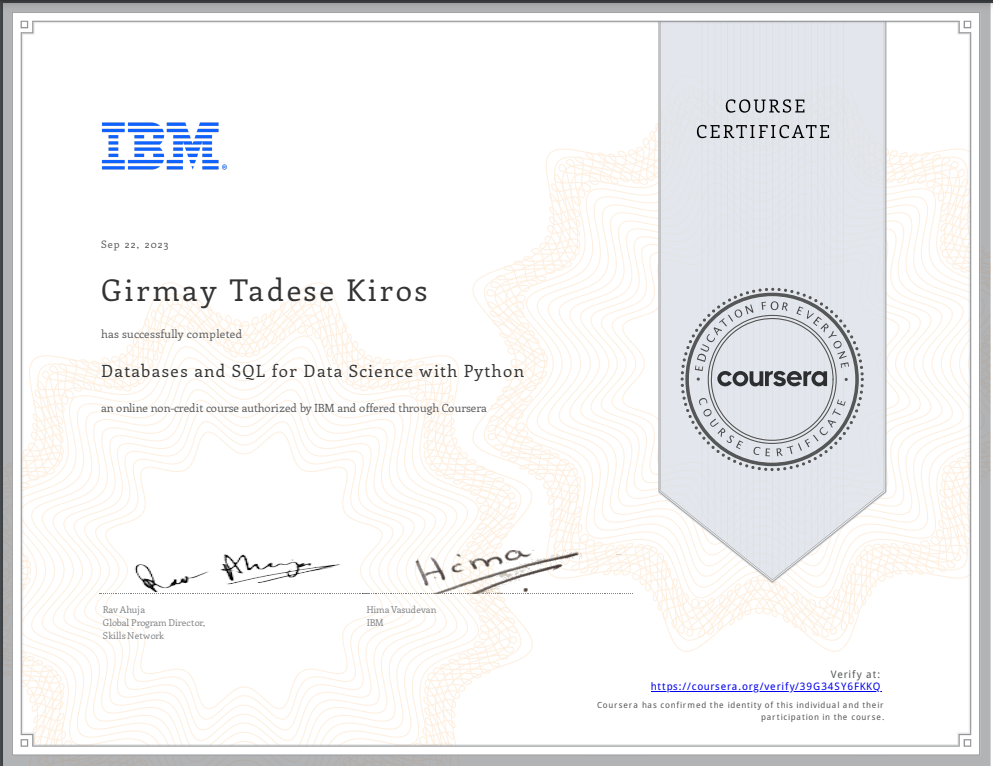 COURSE
CERTIFICATE
IBM®
Sep 22, 2023
Girmay Tadese Kiros
has successfully completed
Databases and SQL for Data Science with Python
an online non-credit course authorized by IBM and offered through Coursera
EDUCATION FOR EVERYONE
coursera
COURSE CERTIFICATE
Rav Ahuja
Hima
Rav Ahuja
Global Program Director,
Skills Network
Hima Vasudevan
IBM
Verify at:
https://coursera.org/verify/39G34SY6FKKQ
Coursera has confirmed the identity of this individual and their
participation in the course.